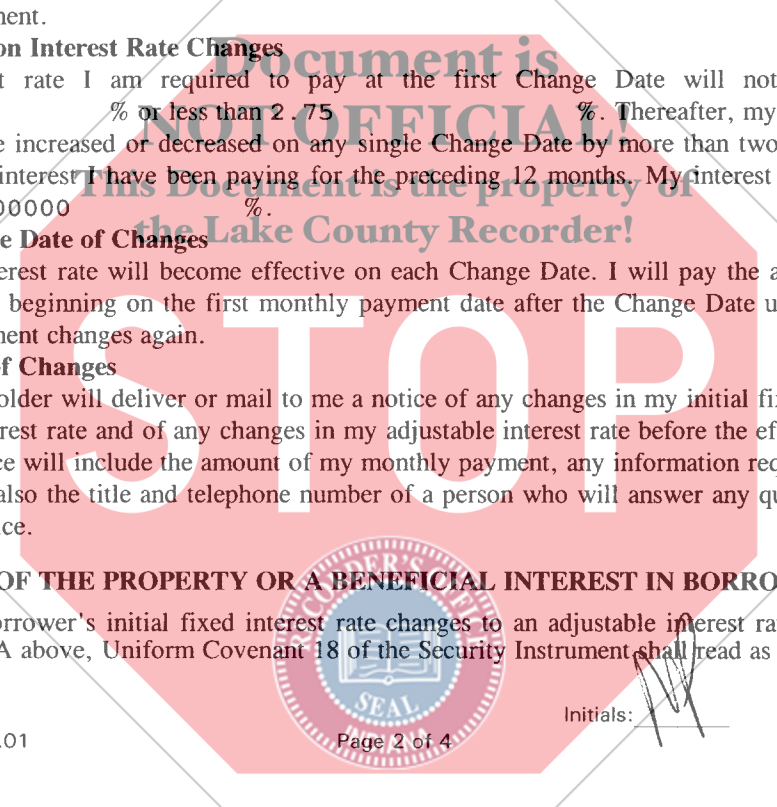 nent.
on Interest Rate Changes
Document is
t rate I am required to pay at the first Change Date will not
% or less than 2.75 %. Thereafter, my
NOT OFFICIAL!
e increased or decreased on any single Change Date by more than two
interest I have been paying for the preceding 12 months. My interest
This Document is the property of
00000 %.
the Lake County Recorder!
e Date of Changes
erest rate will become effective on each Change Date. I will pay the a
beginning on the first monthly payment date after the Change Date u
ment changes again.
of Changes
STOP
older will deliver or mail to me a notice of any changes in my initial fi
rest rate and of any changes in my adjustable interest rate before the ef
ce will include the amount of my monthly payment, any information req
also the title and telephone number of a person who will answer any qu
ice.
OF THE PROPERTY OR A BENEFICIAL INTEREST IN BORRO
orrower's initial fixed interest rate changes to an adjustable interest ra
A above, Uniform Covenant 18 of the Security Instrument shall read as
RECORDER'S OFFICE
SEAL
INDIANA
Initials:
.01
Page 2 of 4